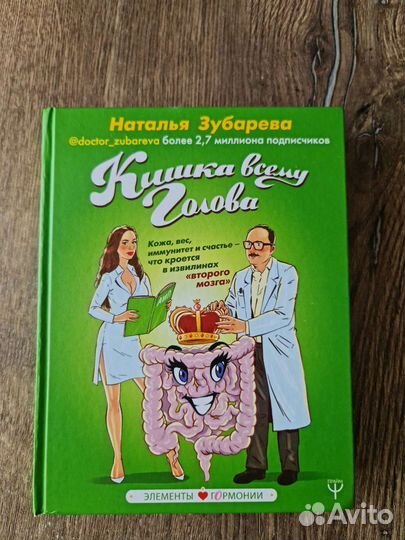 Наталья Зубарева
@doctor_zubareva более 2,7 миллиона подписчиков
Кишка всему
Голова
Кожа, вес,
иммунитет и счастье –
что кроется
в извилинах
«второго
мозга»
ЭЛЕМЕНТЫ ГОРМОНИИ
ПРАЙМ
Avito